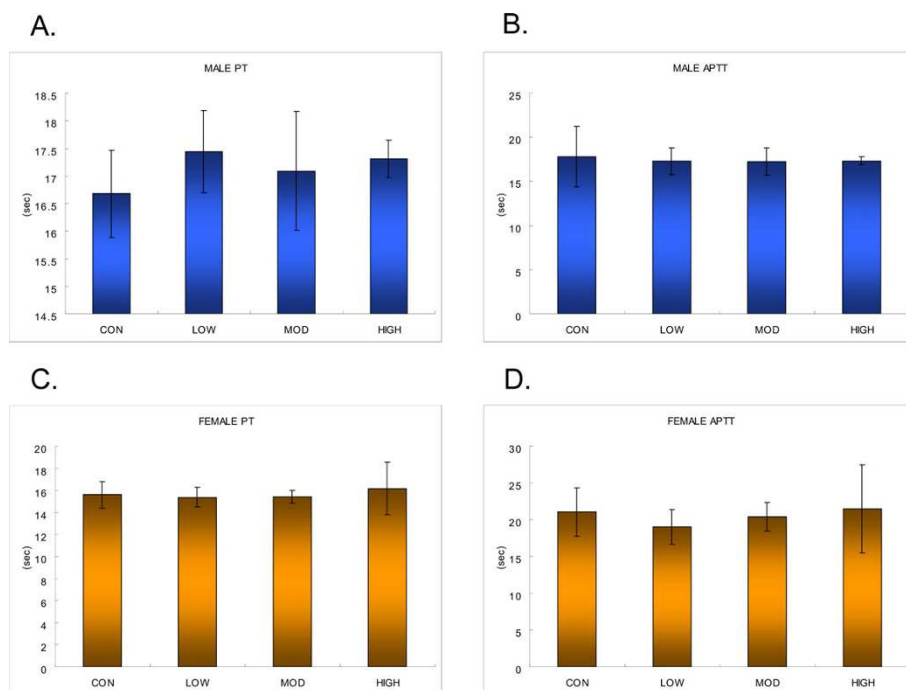 A.
MALE PT
18.5
18
17.5
17
16.5
16
15.5
14.5
(sec)
CON LOW MOD HIGH
B.
MALE APTT
25
20
15
10
5
0
(sec)
CON LOW MOD HIGH
C.
FEMALE PT
20
18
16
14
12
10
8
6
4
2
0
(sec)
CON LOW MOD HIGH
D.
FEMALE APTT
30
25
20
15
10
5
0
(sec)
CON LOW MOD HIGH